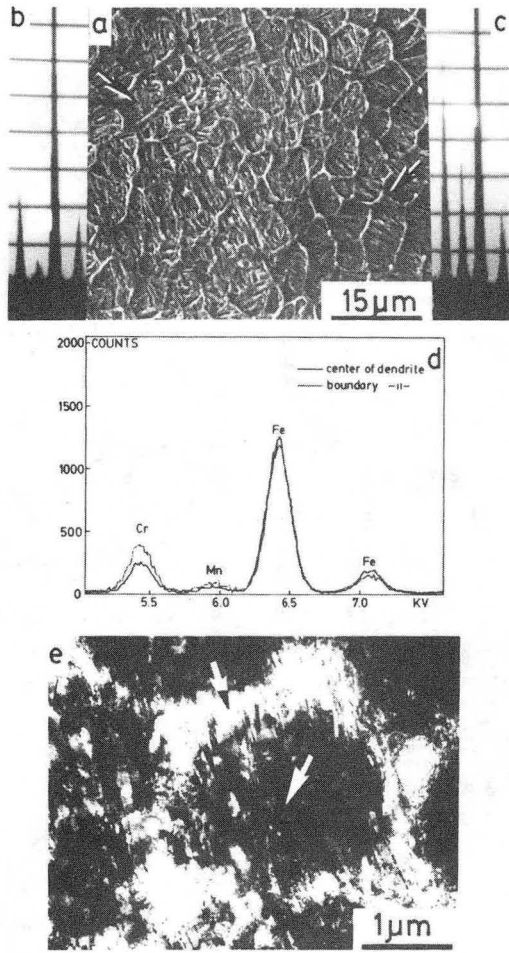 b
a
c
15µm
2000
COUNTS
d
center of dendrite
boundary –॥–
1500
Fe
1000
500
Cr
Mn
Fe
0
5.5
6.0
6.5
7.0
KV
e
1µm